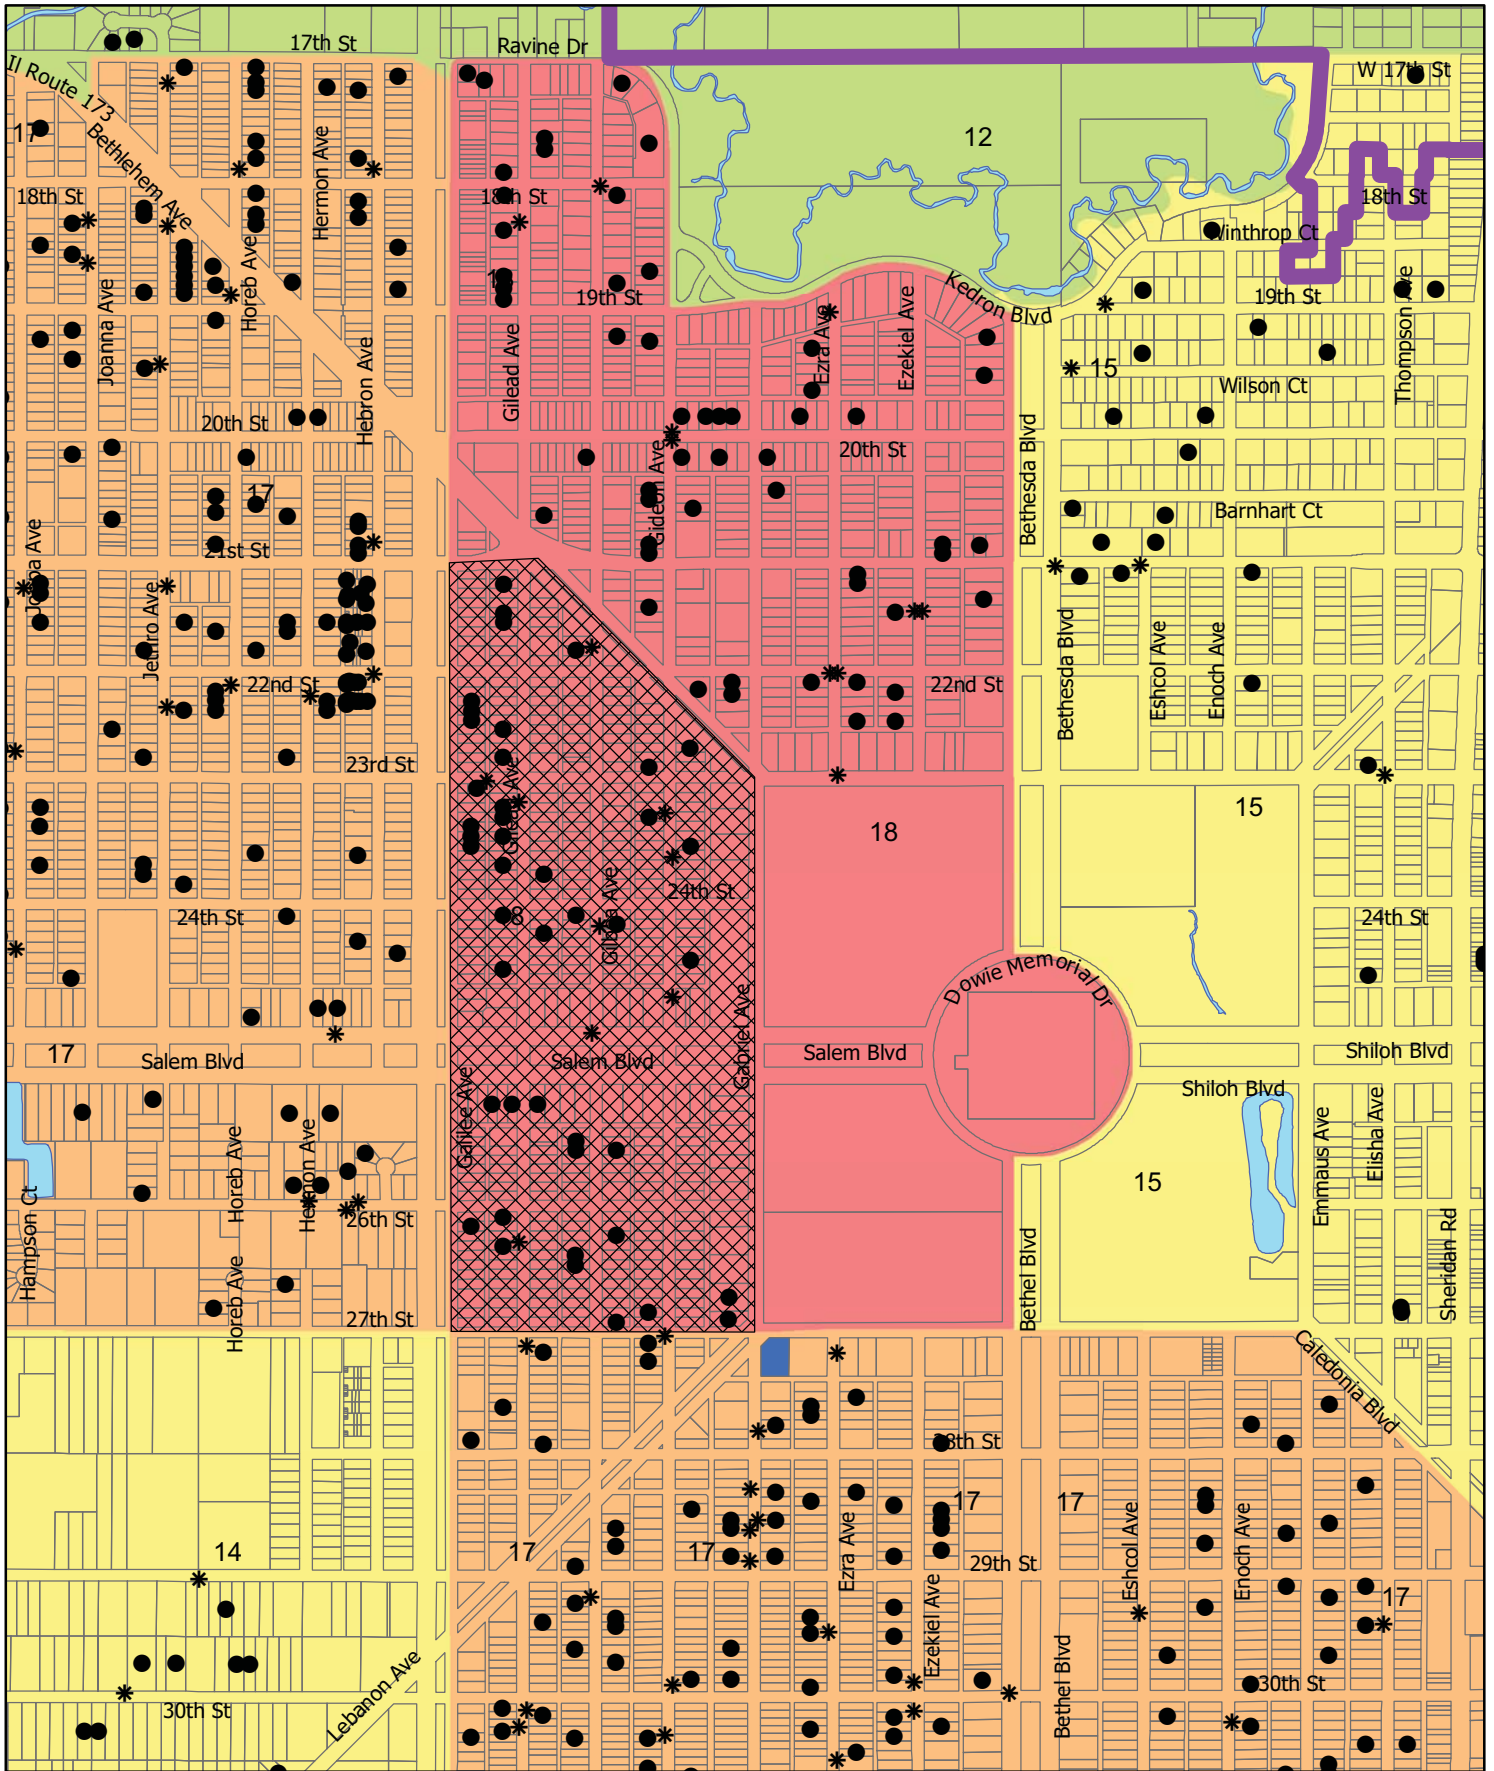 17th St
Ravine Dr
Il Route 173
W 17th St
17
12
Bethlehem Ave
Hermon Ave
18th St
18th St
18th St
Winthrop Ct
Horeb Ave
Joanna Ave
19th St
Kedron Blvd
19th St
Thompson Ave
Gilead Ave
Ezra Ave
Ezekiel Ave
Hebron Ave
15
Wilson Ct
20th St
20th St
Bethesda Blvd
Gideon Ave
17
Barnhart Ct
21st St
Jethro Ave
Bethesda Blvd
Eshcol Ave
Enoch Ave
22nd St
22nd St
23rd St
Gilead Ave
18
15
24th St
24th St
24th St
Gilboa Ave
Dowie Memorial Dr
Gabriel Ave
17
Salem Blvd
Salem Blvd
Salem Blvd
Shiloh Blvd
Shiloh Blvd
Galilee Ave
Horeb Ave
Hermon Ave
Emmaus Ave
Elisha Ave
15
Hampson Ct
26th St
Horeb Ave
27th St
Bethel Blvd
Sheridan Rd
Caledonia Blvd
28th St
17
17
14
17
17
Ezra Ave
29th St
Eshcol Ave
Enoch Ave
17
Ezekiel Ave
Bethel Blvd
30th St
30th St
Lebanon Ave